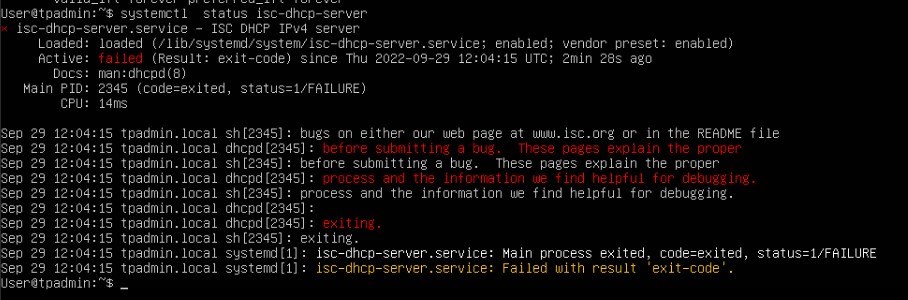 valid_lft forever preferred_lft forever
User@tpadmin:~$ systemctl  status isc-dhcp-server
× isc-dhcp-server.service - ISC DHCP IPv4 server
     Loaded: loaded (/lib/systemd/system/isc-dhcp-server.service; enabled; vendor preset: enabled)
     Active: failed (Result: exit-code) since Thu 2022-09-29 12:04:15 UTC; 2min 28s ago
       Docs: man:dhcpd(8)
   Main PID: 2345 (code=exited, status=1/FAILURE)
        CPU: 14ms
Sep 29 12:04:15 tpadmin.local sh[2345]: bugs on either our web page at www.isc.org or in the README file
Sep 29 12:04:15 tpadmin.local dhcpd[2345]: before submitting a bug.  These pages explain the proper
Sep 29 12:04:15 tpadmin.local sh[2345]: before submitting a bug.  These pages explain the proper
Sep 29 12:04:15 tpadmin.local dhcpd[2345]: process and the information we find helpful for debugging.
Sep 29 12:04:15 tpadmin.local sh[2345]: process and the information we find helpful for debugging.
Sep 29 12:04:15 tpadmin.local dhcpd[2345]:
Sep 29 12:04:15 tpadmin.local dhcpd[2345]: exiting.
Sep 29 12:04:15 tpadmin.local sh[2345]: exiting.
Sep 29 12:04:15 tpadmin.local systemd[1]: isc-dhcp-server.service: Main process exited, code=exited, status=1/FAILURE
Sep 29 12:04:15 tpadmin.local systemd[1]: isc-dhcp-server.service: Failed with result 'exit-code'.
User@tpadmin:~$ _